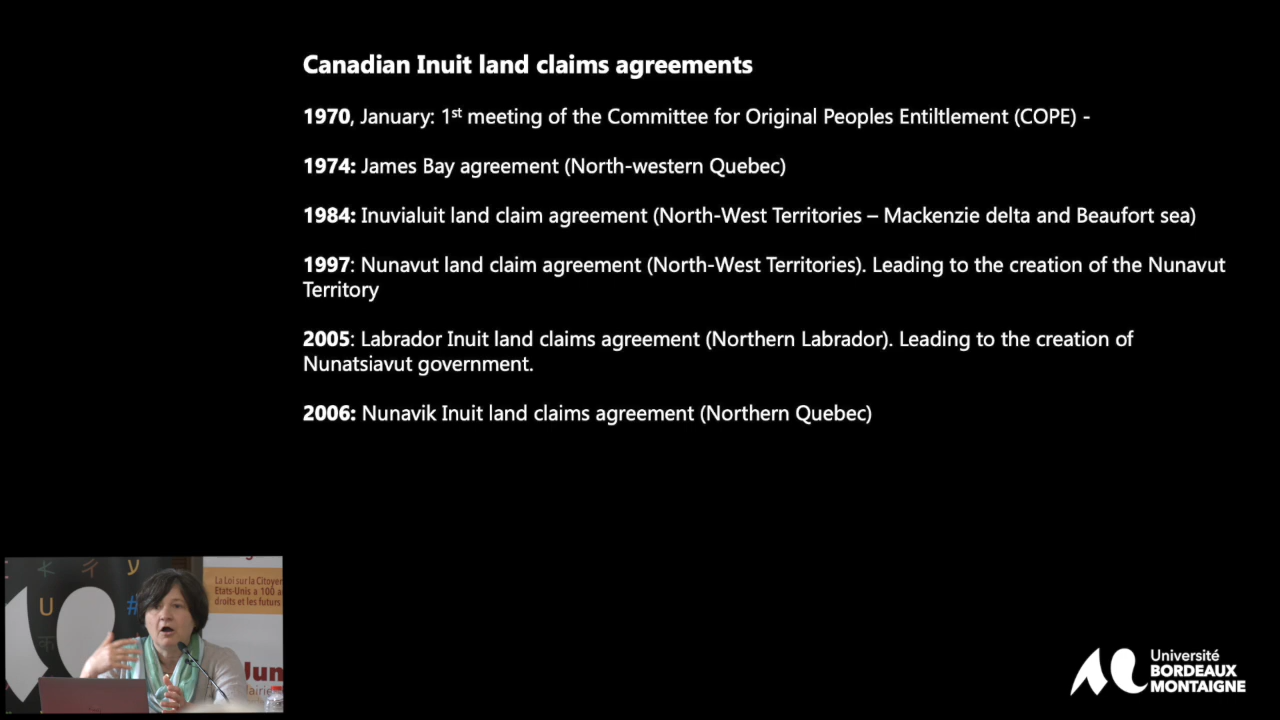 Canadian Inuit land claims agreements
1970, January: 1st meeting of the Committee for Original Peoples Entiltlement (COPE) -
1974: James Bay agreement (North-western Quebec)
1984: Inuvialuit land claim agreement (North-West Territories – Mackenzie delta and Beaufort sea)
1997: Nunavut land claim agreement (North-West Territories). Leading to the creation of the Nunavut
Territory
2005: Labrador Inuit land claims agreement (Northern Labrador). Leading to the creation of
Nunatsiavut government.
2006: Nunavik Inuit land claims agreement (Northern Quebec)
La Loi sur la Citoyen
Etats-Unis a 100 a
droits et les futurs
U
#
Jum
lairie
Université
BORDEAUX
MONTAIGNE